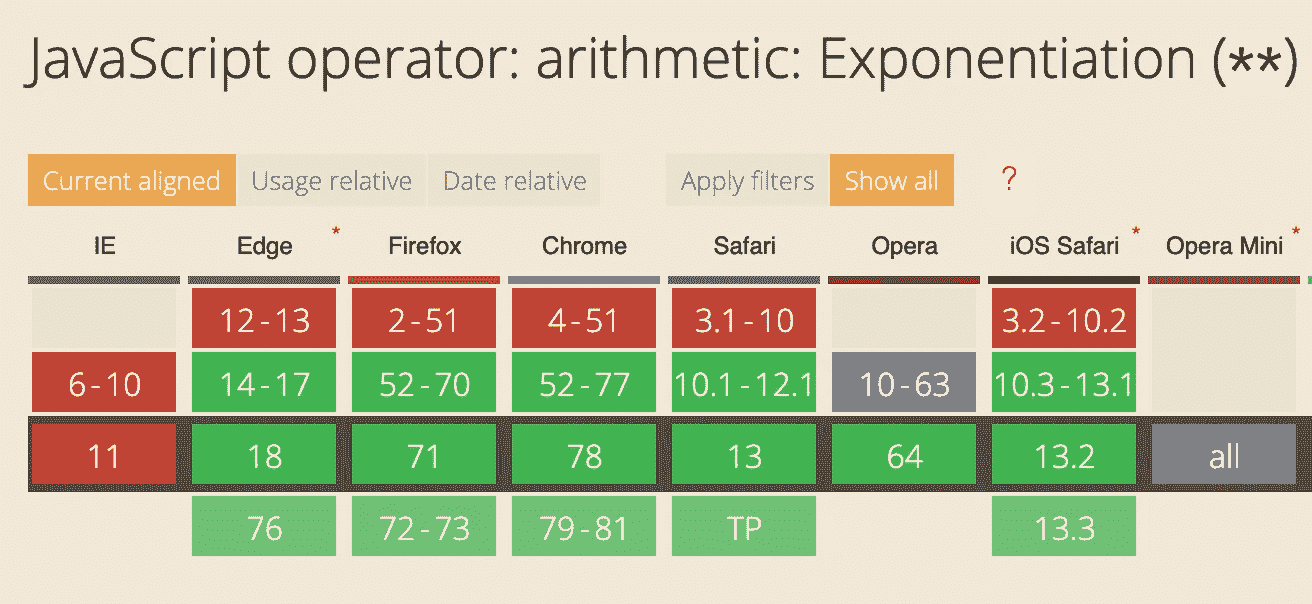 JavaScript operator: arithmetic: Exponentiation (**)
Current aligned Usage relative Date relative Apply filters Show all ?
IE Edge * Firefox Chrome Safari Opera iOS Safari * Opera Mini *
12-13 2-51 4-51 3.1-10 3.2-10.2
6-10 14-17 52-70 52-77 10.1-12.1 10-63 10.3-13.1
11 18 71 78 13 64 13.2 all
76 72-73 79-81 TP 13.3